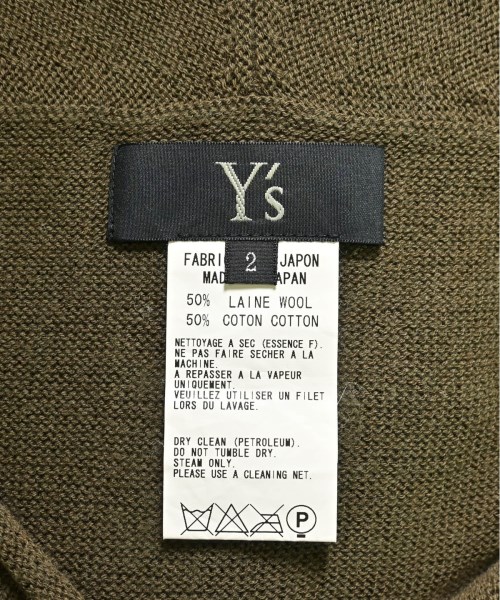 Y's
2
FABRI JAPON
MAD APAN
50% LAINE WOOL
50% COTON COTTON
NETTOYAGE A SEC (ESSENCE F).
NE PAS FAIRE SECHER A LA
MACHINE.
A REPASSER A LA VAPEUR
UNIQUEMENT.
VEUILLEZ UTILISER UN FILET
LORS DU LAVAGE.
DRY CLEAN (PETROLEUM).
DO NOT TUMBLE DRY.
STEAM ONLY.
PLEASE USE A CLEANING NET.
P